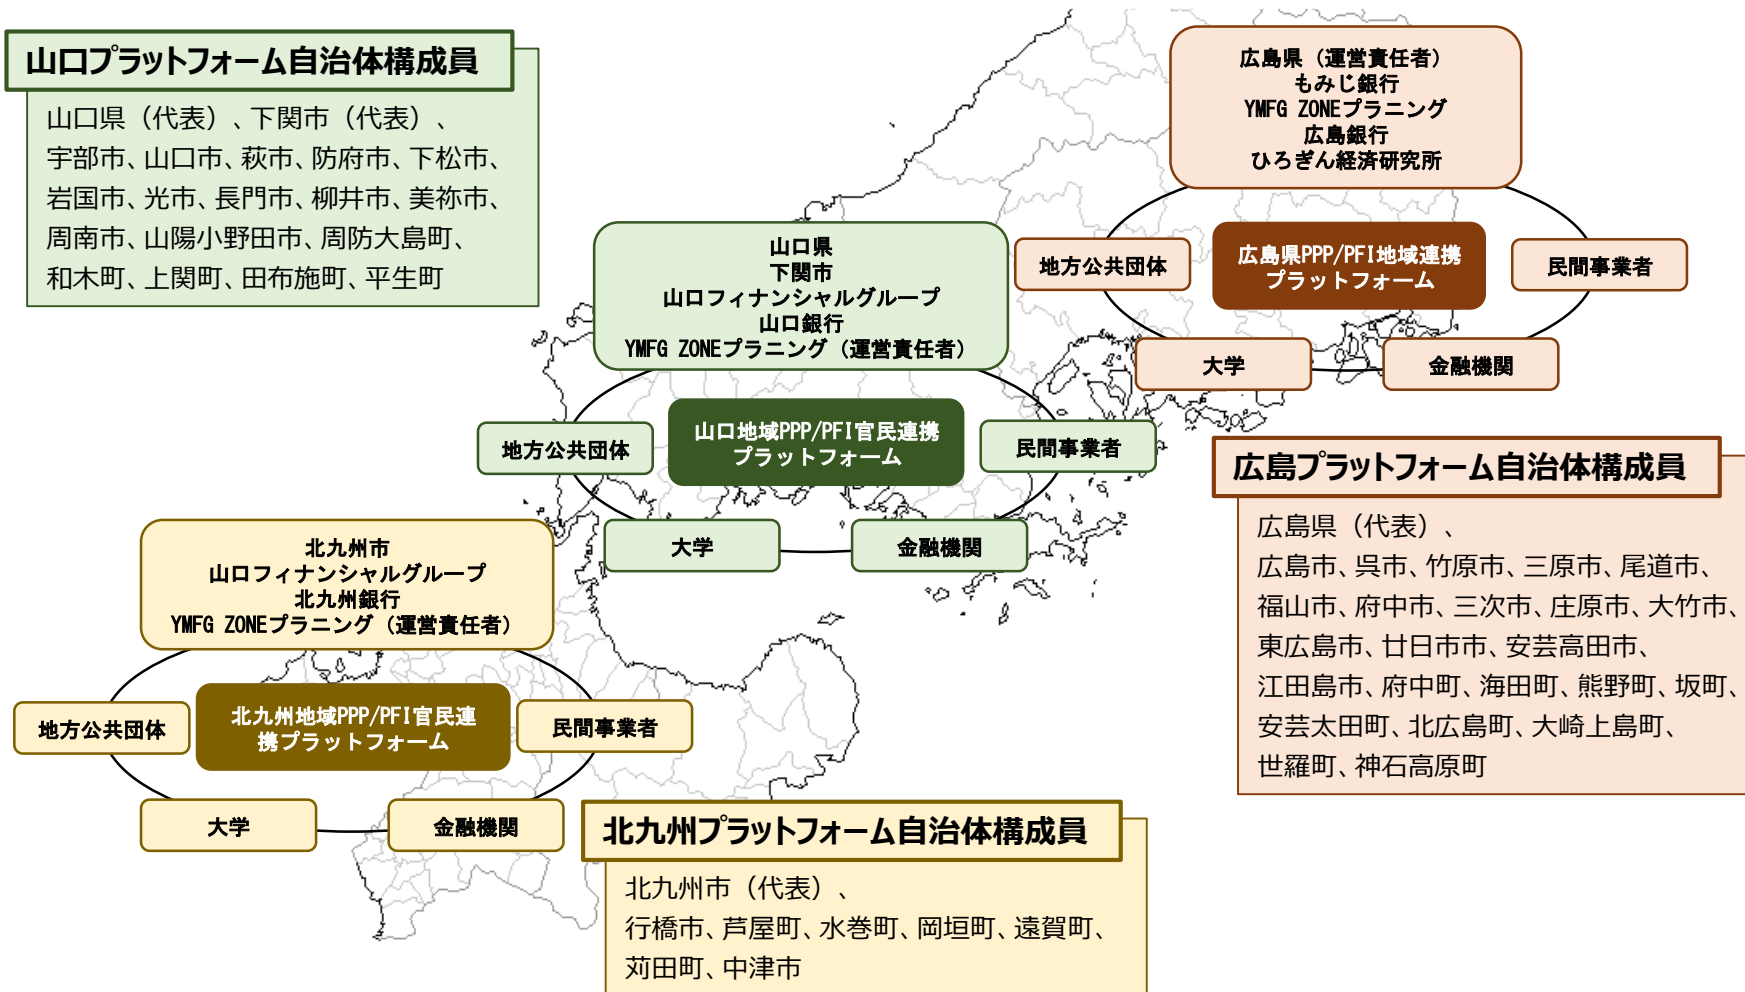 山口プラットフォーム自治体構成員
山口県（代表）、下関市（代表）、
宇部市、山口市、萩市、防府市、下松市、
岩国市、光市、長門市、柳井市、美祢市、
周南市、山陽小野田市、周防大島町、
和木町、上関町、田布施町、平生町
広島県（運営責任者）
もみじ銀行
YMFG ZONEプラニング
広島銀行
ひろぎん経済研究所
地方公共団体
広島県PPP/PFI地域連携
プラットフォーム
民間事業者
大学
金融機関
山口県
下関市
山口フィナンシャルグループ
山口銀行
YMFG ZONEプラニング（運営責任者）
地方公共団体
山口地域PPP/PFI官民連携
プラットフォーム
民間事業者
大学
金融機関
広島プラットフォーム自治体構成員
広島県（代表）、
広島市、呉市、竹原市、三原市、尾道市、
福山市、府中市、三次市、庄原市、大竹市、
東広島市、廿日市市、安芸高田市、
江田島市、府中町、海田町、熊野町、坂町、
安芸太田町、北広島町、大崎上島町、
世羅町、神石高原町
北九州市
山口フィナンシャルグループ
北九州銀行
YMFG ZONEプラニング（運営責任者）
地方公共団体
北九州地域PPP/PFI官民連
携プラットフォーム
民間事業者
大学
金融機関
北九州プラットフォーム自治体構成員
北九州市（代表）、
行橋市、芦屋町、水巻町、岡垣町、遠賀町、
苅田町、中津市